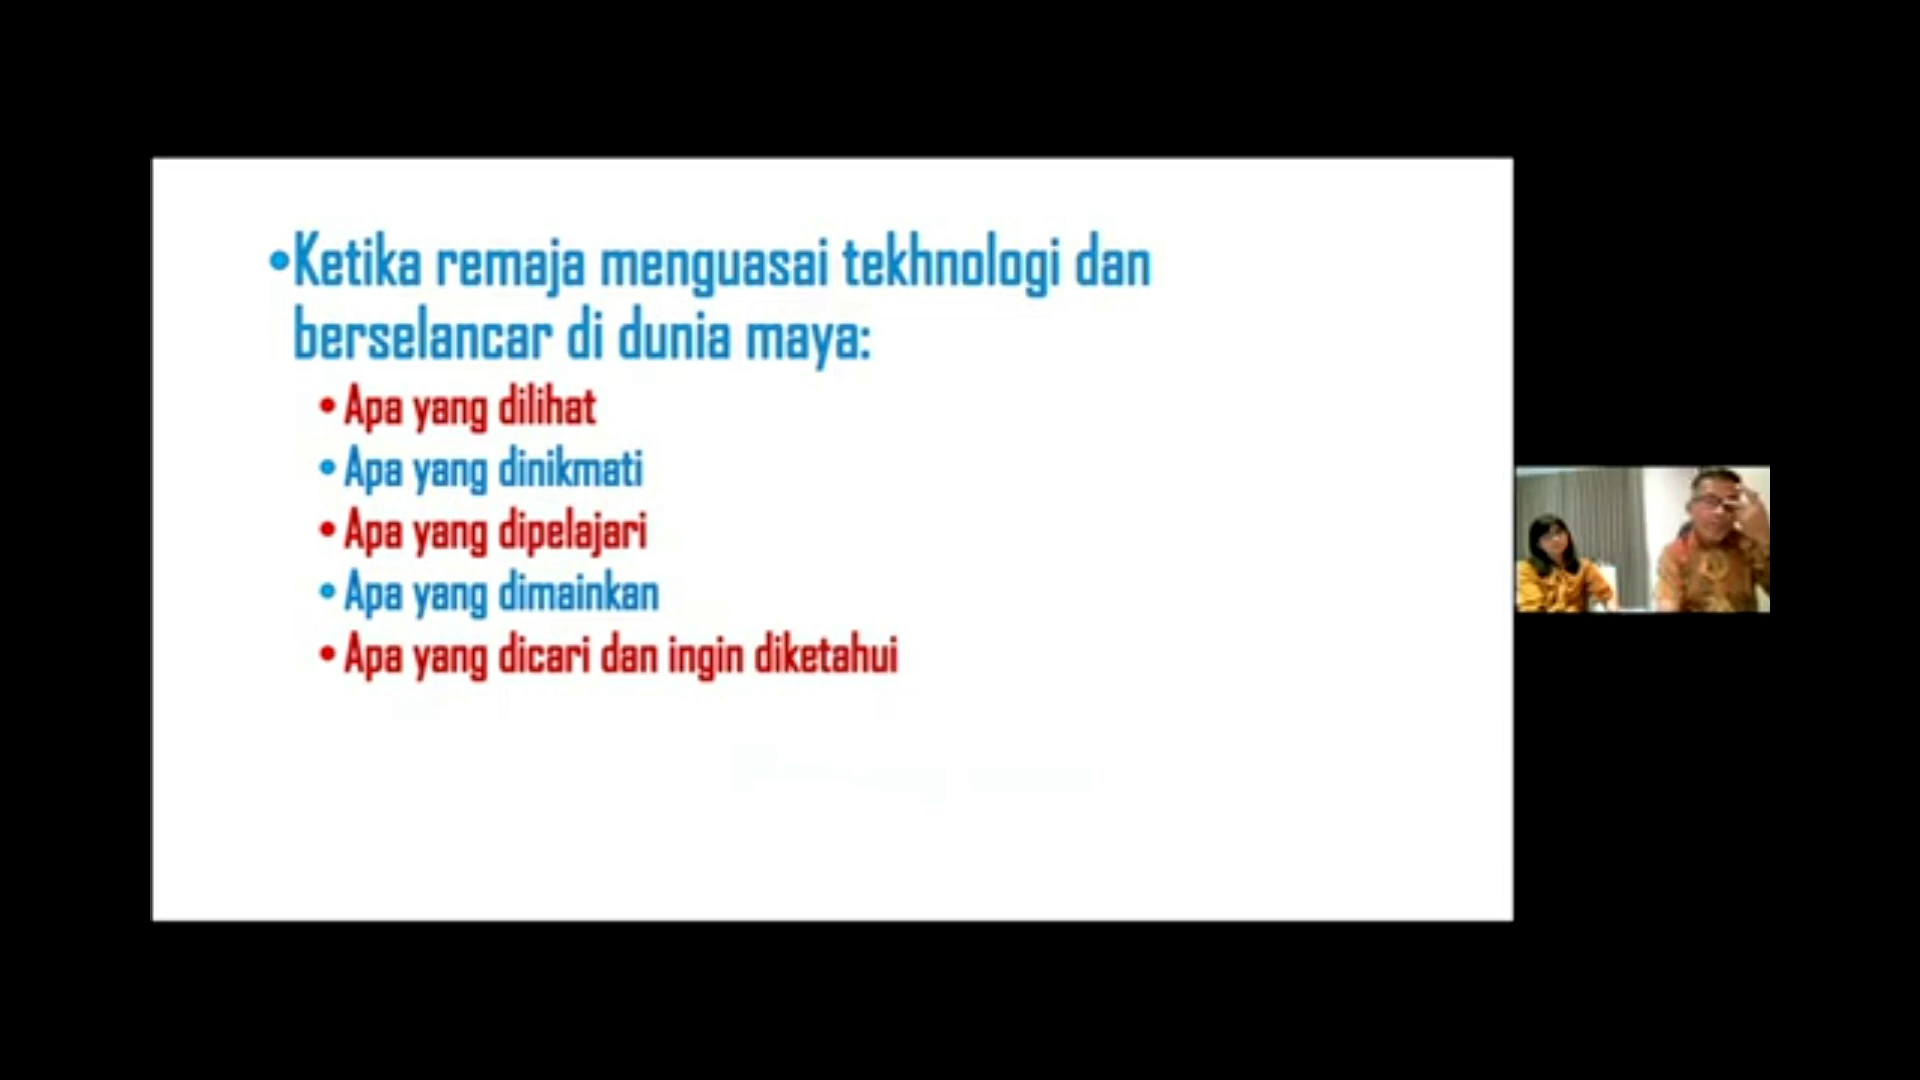 •Ketika remaja menguasai tekhnologi dan
berselancar di dunia maya:
•Apa yang dilihat
•Apa yang dinikmati
•Apa yang dipelajari
•Apa yang dimainkan
•Apa yang dicari dan ingin diketahui